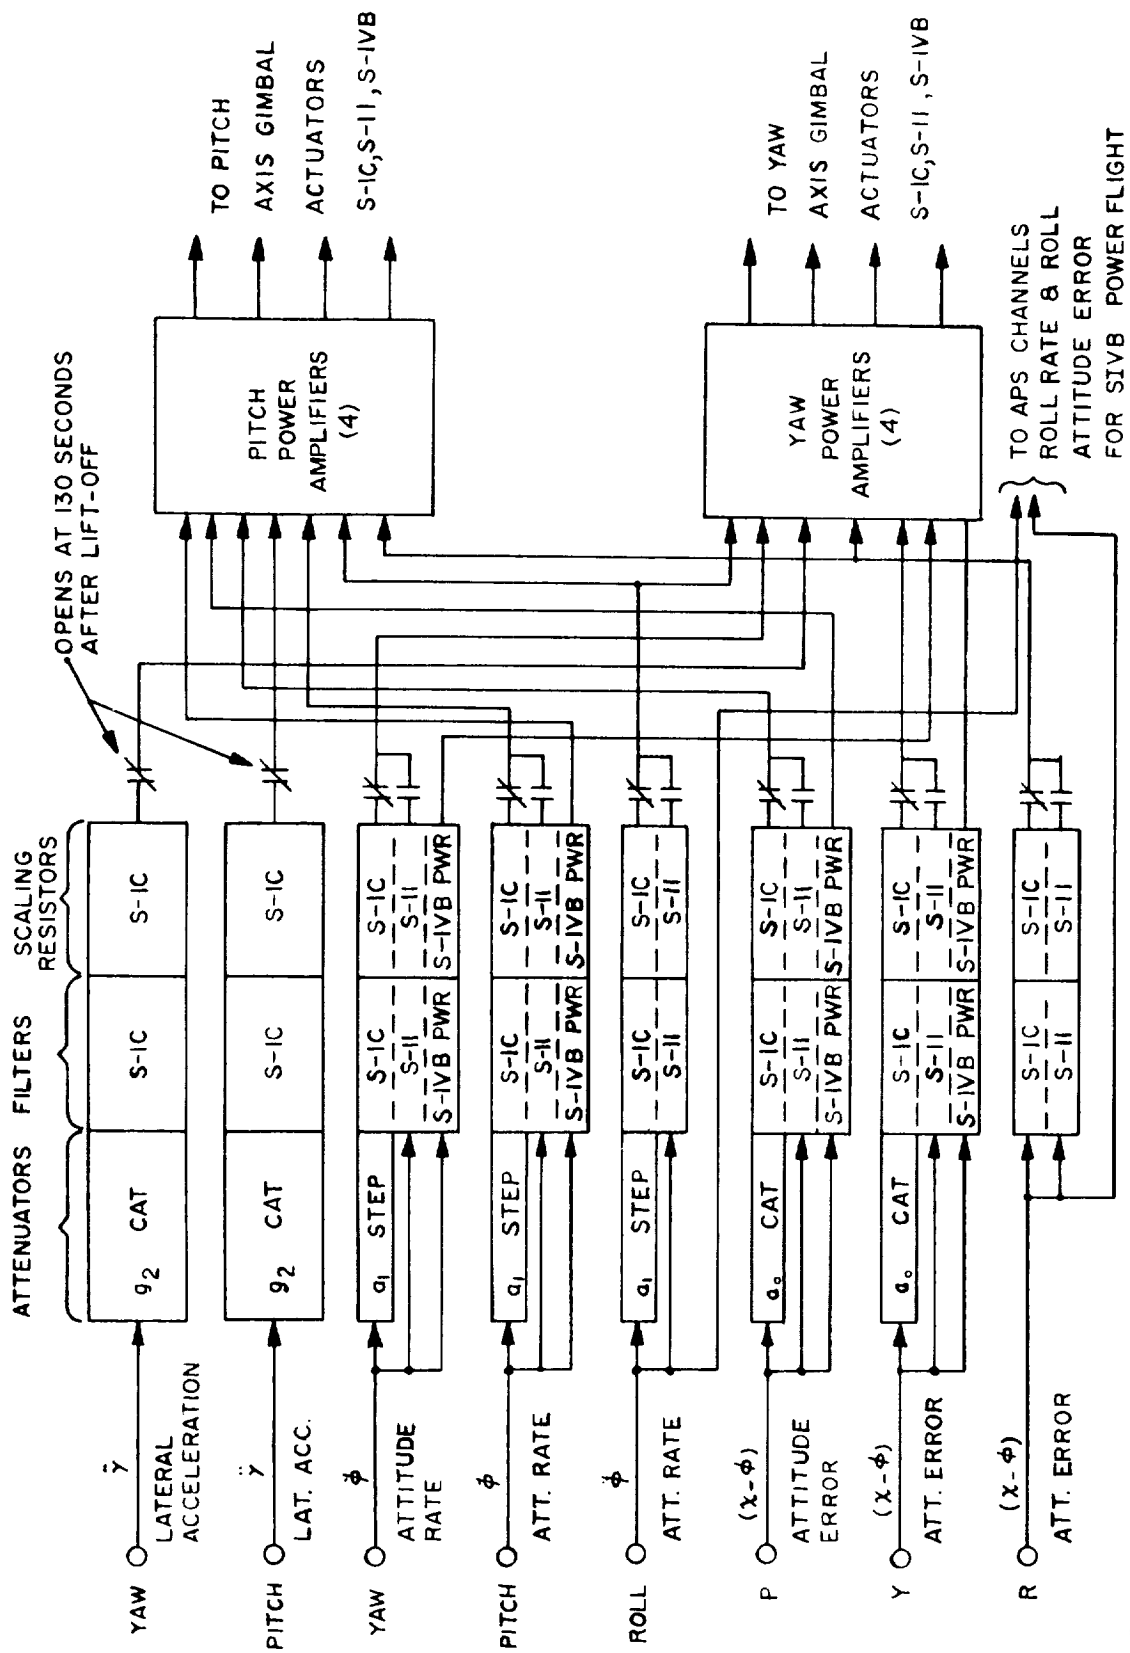 ATTENUATORS
FILTERS
SCALING
RESISTORS
OPENS AT 130 SECONDS
AFTER LIFT-OFF
YAW
γ̈
LATERAL
ACCELERATION
g2 CAT
S-IC
S-IC
PITCH
γ̈
LAT. ACC.
g2 CAT
S-IC
S-IC
YAW
φ̇
ATTITUDE
RATE
a1 STEP
S-IC
S-II
S-IVB PWR
S-IC
S-II
S-IVB PWR
PITCH
φ̇
ATT. RATE
a1 STEP
S-IC
S-II
S-IVB PWR
S-IC
S-II
S-IVB PWR
ROLL
φ̇
ATT. RATE
a1 STEP
S-IC
S-II
S-IC
S-II
P
(χ-φ)
ATTITUDE
ERROR
a0 CAT
S-IC
S-II
S-IVB PWR
S-IC
S-II
S-IVB PWR
Y
(χ-φ)
ATT. ERROR
a0 CAT
S-IC
S-II
S-IVB PWR
S-IC
S-II
S-IVB PWR
R
(χ-φ)
ATT. ERROR
S-IC
S-II
S-IC
S-II
PITCH
POWER
AMPLIFIERS
(4)
TO PITCH
AXIS GIMBAL
ACTUATORS
S-IC, S-II, S-IVB
YAW
POWER
AMPLIFIERS
(4)
TO YAW
AXIS GIMBAL
ACTUATORS
S-IC, S-II, S-IVB
TO APS CHANNELS
ROLL RATE & ROLL
ATTITUDE ERROR
FOR SIVB POWER FLIGHT